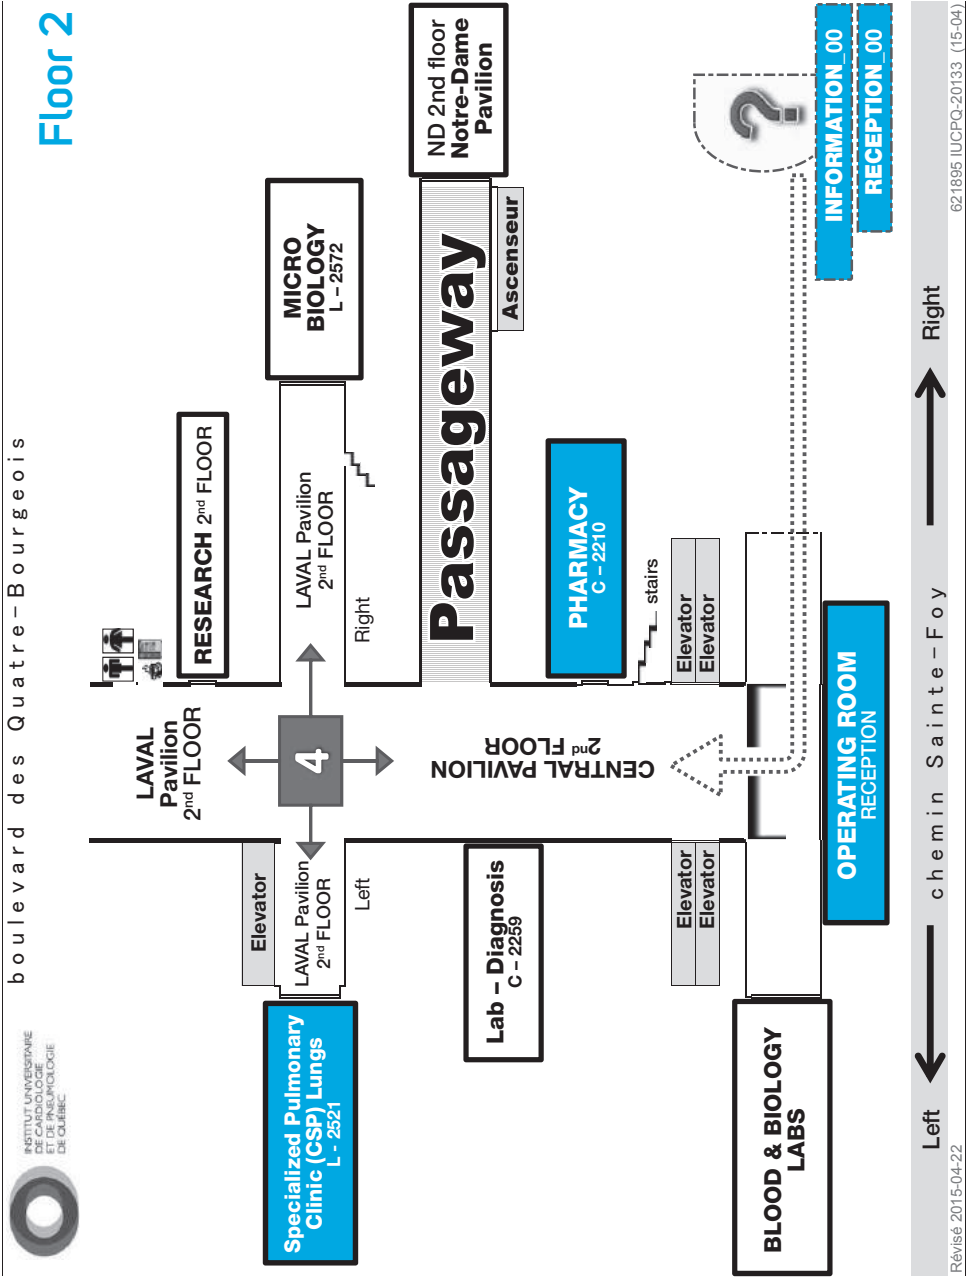 INSTITUT UNIVERSITAIRE
DE CARDIOLOGIE
ET DE PNEUMOLOGIE
DE QUÉBEC
boulevard des Quatre–Bourgeois
Floor 2
LAVAL
Pavilion
2nd FLOOR
RESEARCH 2nd FLOOR
MICRO
BIOLOGY
L – 2572
Elevator
Specialized Pulmonary
Clinic (CSP) Lungs
L - 2521
LAVAL Pavilion
2nd FLOOR
Left
4
LAVAL Pavilion
2nd FLOOR
Right
ND 2nd floor
Notre-Dame
Pavilion
Passageway
Ascenseur
CENTRAL PAVILION
2nd FLOOR
Lab – Diagnosis
C – 2259
PHARMACY
C – 2210
stairs
Elevator
Elevator
Elevator
Elevator
?
BLOOD & BIOLOGY
LABS
OPERATING ROOM
RECEPTION
INFORMATION_00
RECEPTION_00
Left
chemin Sainte–Foy
Right
Révisé 2015-04-22
621895 IUCPQ-20133 (15-04)